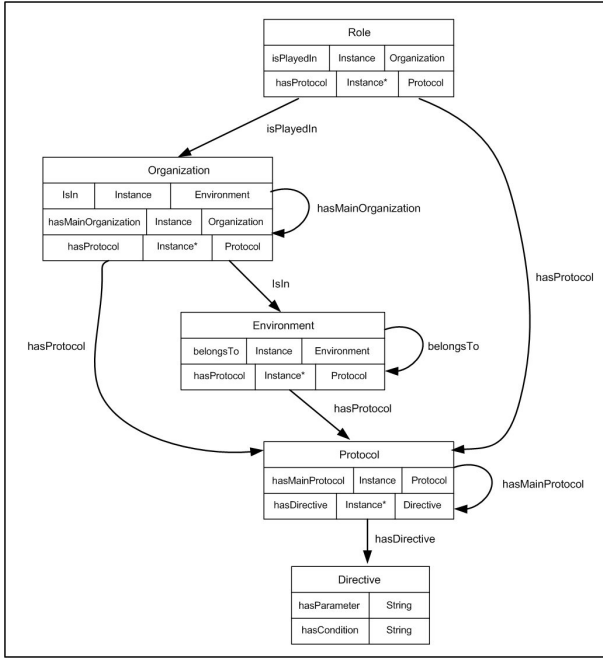 Role
isPlayedIn Instance Organization
hasProtocol Instance* Protocol
isPlayedIn
Organization
IsIn Instance Environment
hasMainOrganization Instance Organization
hasProtocol Instance* Protocol
hasMainOrganization
hasProtocol
IsIn
hasProtocol
Environment
belongsTo Instance Environment
hasProtocol Instance* Protocol
belongsTo
hasProtocol
Protocol
hasMainProtocol Instance Protocol
hasDirective Instance* Directive
hasMainProtocol
hasDirective
Directive
hasParameter String
hasCondition String